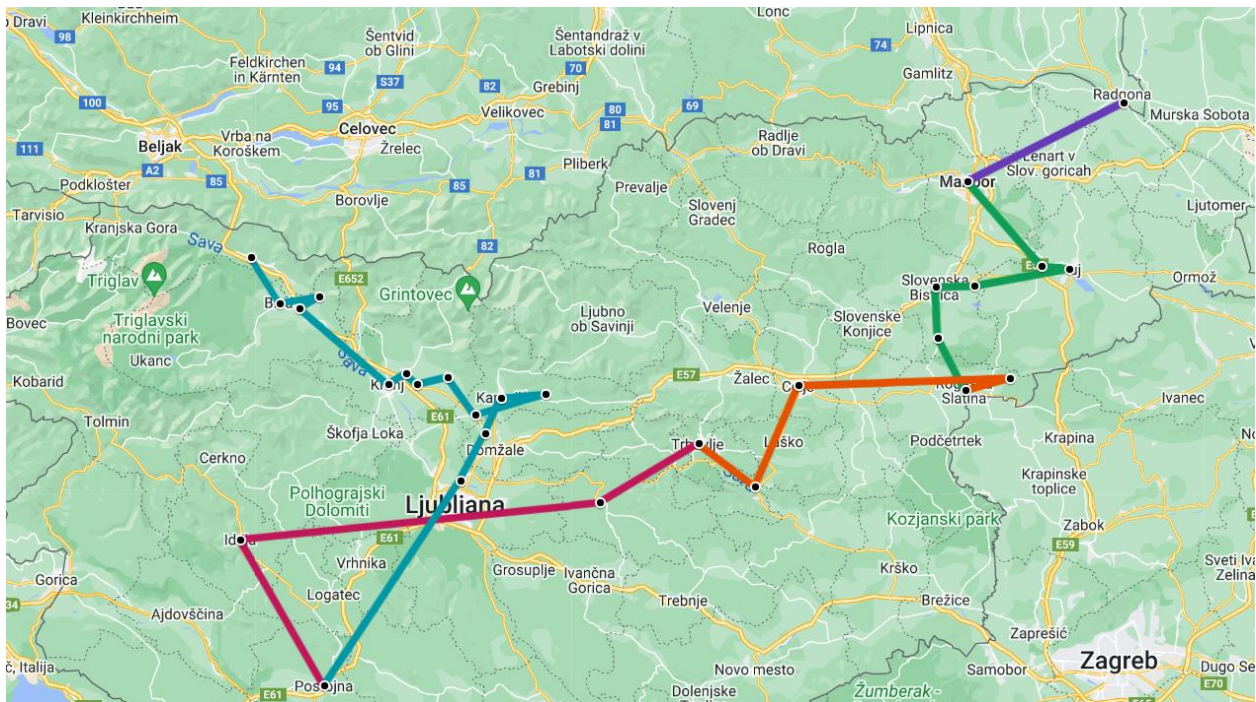 ob Dravi
Kleinkirchheim
98
Feldkirchen
in Kärnten
94
Šentvid
ob Glini
S37
Šentandraž v
Labotski dolini
70
Grebinj
Lonc
74
Lipnica
Gamlitz
100
95
82
Velikovec
80
81
69
Radgona
Murska Sobota
Beljak
Vrba na
Koroškem
Celovec
Žrelec
111
A2
85
Podklošter
Borovlje
85
81
Pliberk
Prevalje
Radlje
ob Dravi
Lenart v
Slov. goricah
Tarvisio
Kranjska Gora
Sava
82
Slovenj
Gradec
Rogla
Ljutomer
Triglav
E652
Grintovec
Slovenska
Bistrica
Ormož
Bovec
Triglavski
narodni park
Ljubno
ob Savinji
Velenje
Slovenske
Konjice
Ukanc
Sava
Kobarid
E57
Žalec
Slatina
Ivanec
Tolmin
E61
Škofja Loka
Domžale
Laško
Podčetrtek
Krapina
Cerkno
Polhograjski
Dolomiti
Ljubljana
Krapinske
toplice
Kozjanski park
Zabok
E61
Vrhnika
Grosuplje
Ivančna
Gorica
E59
Gorica
34
Ajdovščina
Logatec
Trebnje
Krško
Brežice
Sveti Iva
Zelina
Zaprešić
Italija
E61
Novo mesto
Samobor
Zagreb
Dugo Se
E70
Dolenjske
Žumberak -